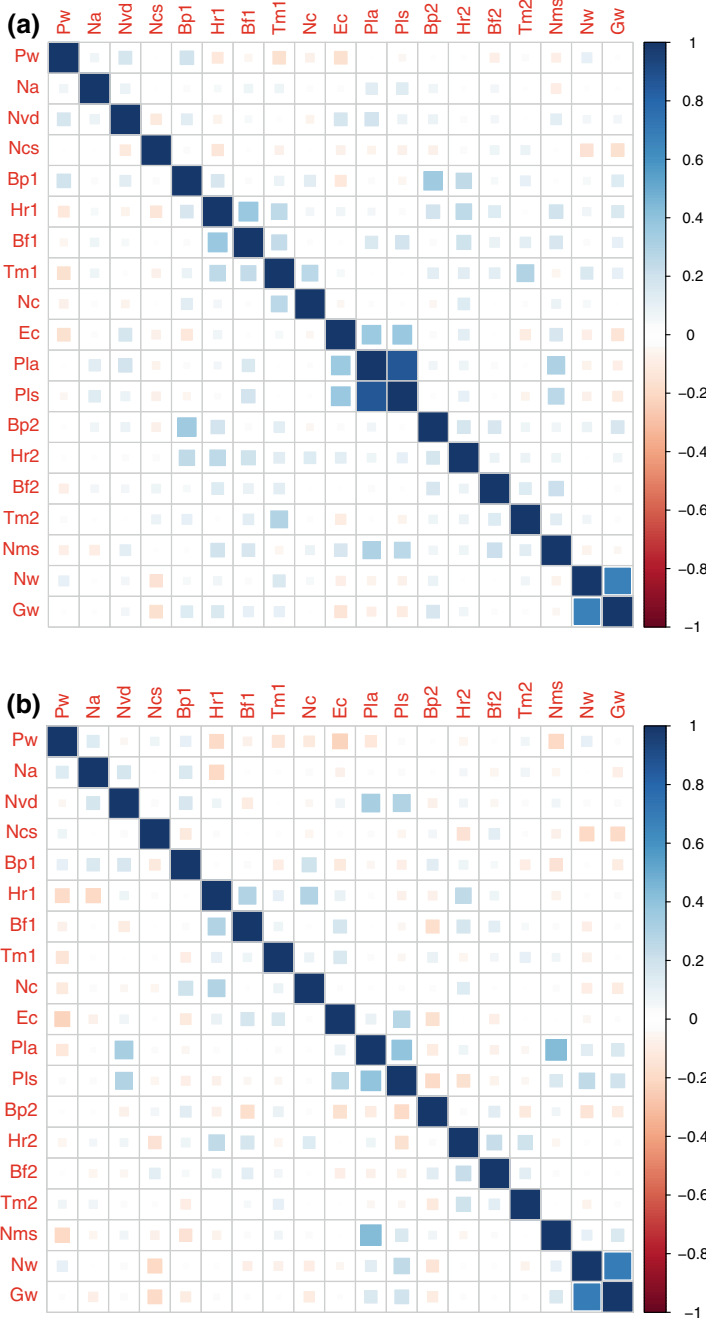 (a) Pw Na Nvd Ncs Bp1 Hr1 Bf1 Tm1 Nc Ec Pla Pls Bp2 Hr2 Bf2 Tm2 Nms Nw Gw
Pw
Na
Nvd
Ncs
Bp1
Hr1
Bf1
Tm1
Nc
Ec
Pla
Pls
Bp2
Hr2
Bf2
Tm2
Nms
Nw
Gw
1
0.8
0.6
0.4
0.2
0
−0.2
−0.4
−0.6
−0.8
−1
(b) Pw Na Nvd Ncs Bp1 Hr1 Bf1 Tm1 Nc Ec Pla Pls Bp2 Hr2 Bf2 Tm2 Nms Nw Gw
Pw
Na
Nvd
Ncs
Bp1
Hr1
Bf1
Tm1
Nc
Ec
Pla
Pls
Bp2
Hr2
Bf2
Tm2
Nms
Nw
Gw
1
0.8
0.6
0.4
0.2
0
−0.2
−0.4
−0.6
−0.8
−1